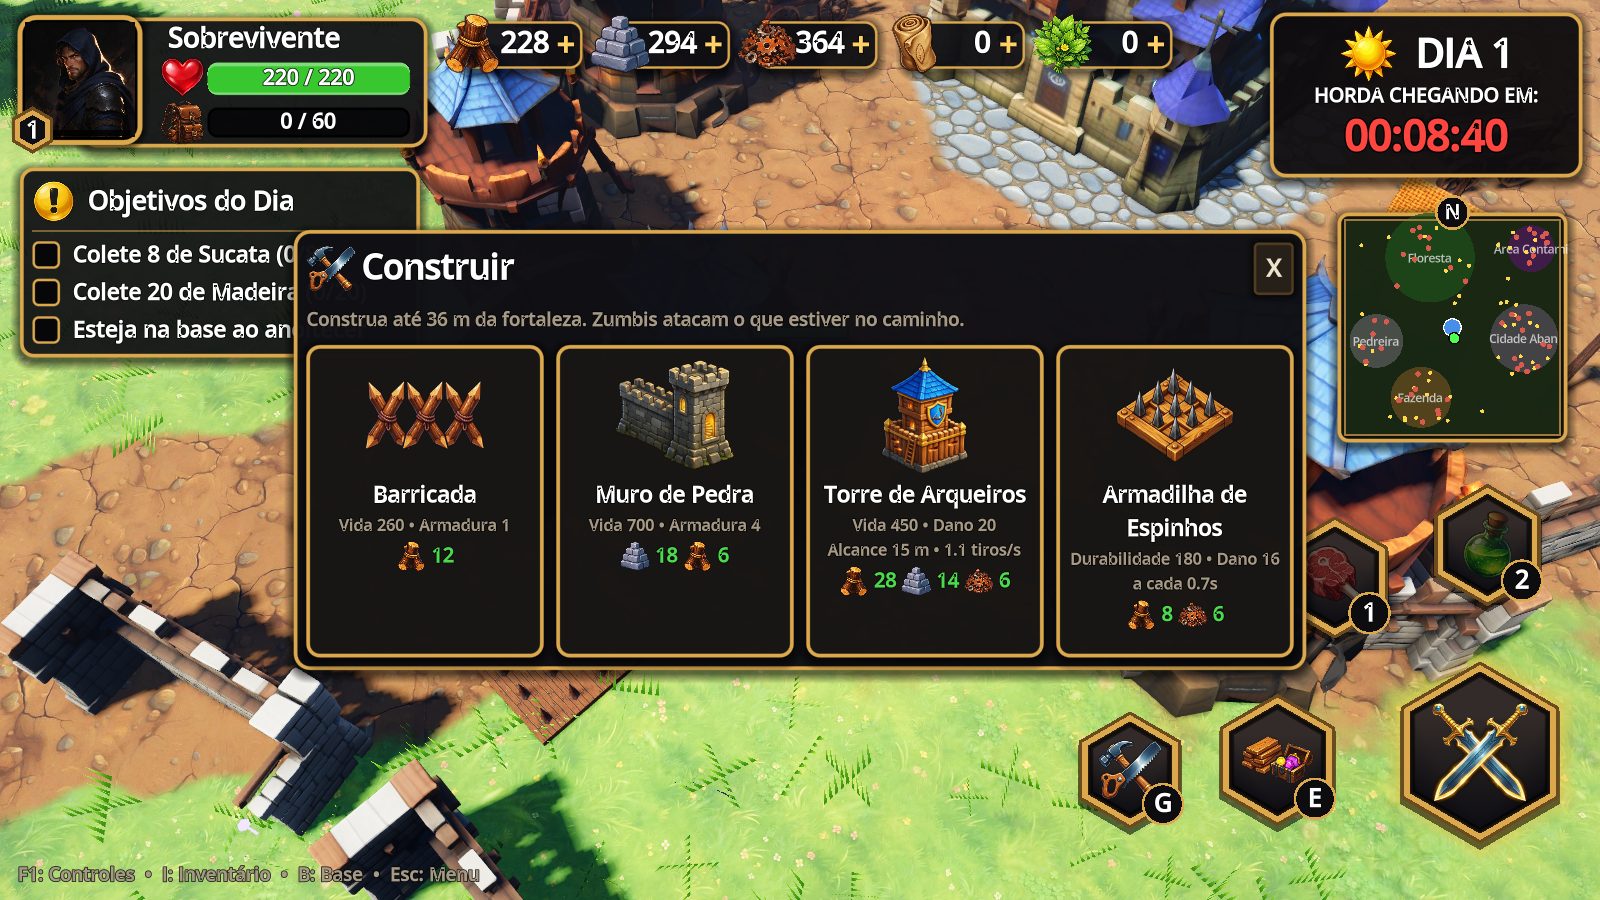 Sobrevivente
220 / 220
0 / 60
1
228 +
294 +
364 +
0 +
0 +
DIA 1
HORDA CHEGANDO EM:
00:08:40
Objetivos do Dia
Colete 8 de Sucata (0
Colete 20 de Madeira
Esteja na base ao an
N
Floresta
Área Contami
Pedreira
Cidade Aban
Fazenda
Construir
X
Construa até 36 m da fortaleza. Zumbis atacam o que estiver no caminho.
Barricada
Vida 260 • Armadura 1
12
Muro de Pedra
Vida 700 • Armadura 4
18 6
Torre de Arqueiros
Vida 450 • Dano 20
Alcance 15 m • 1.1 tiros/s
28 14 6
Armadilha de
Espinhos
Durabilidade 180 • Dano 16
a cada 0.7s
8 6
1
2
G
E
F1: Controles • I: Inventário • B: Base • Esc: Menu